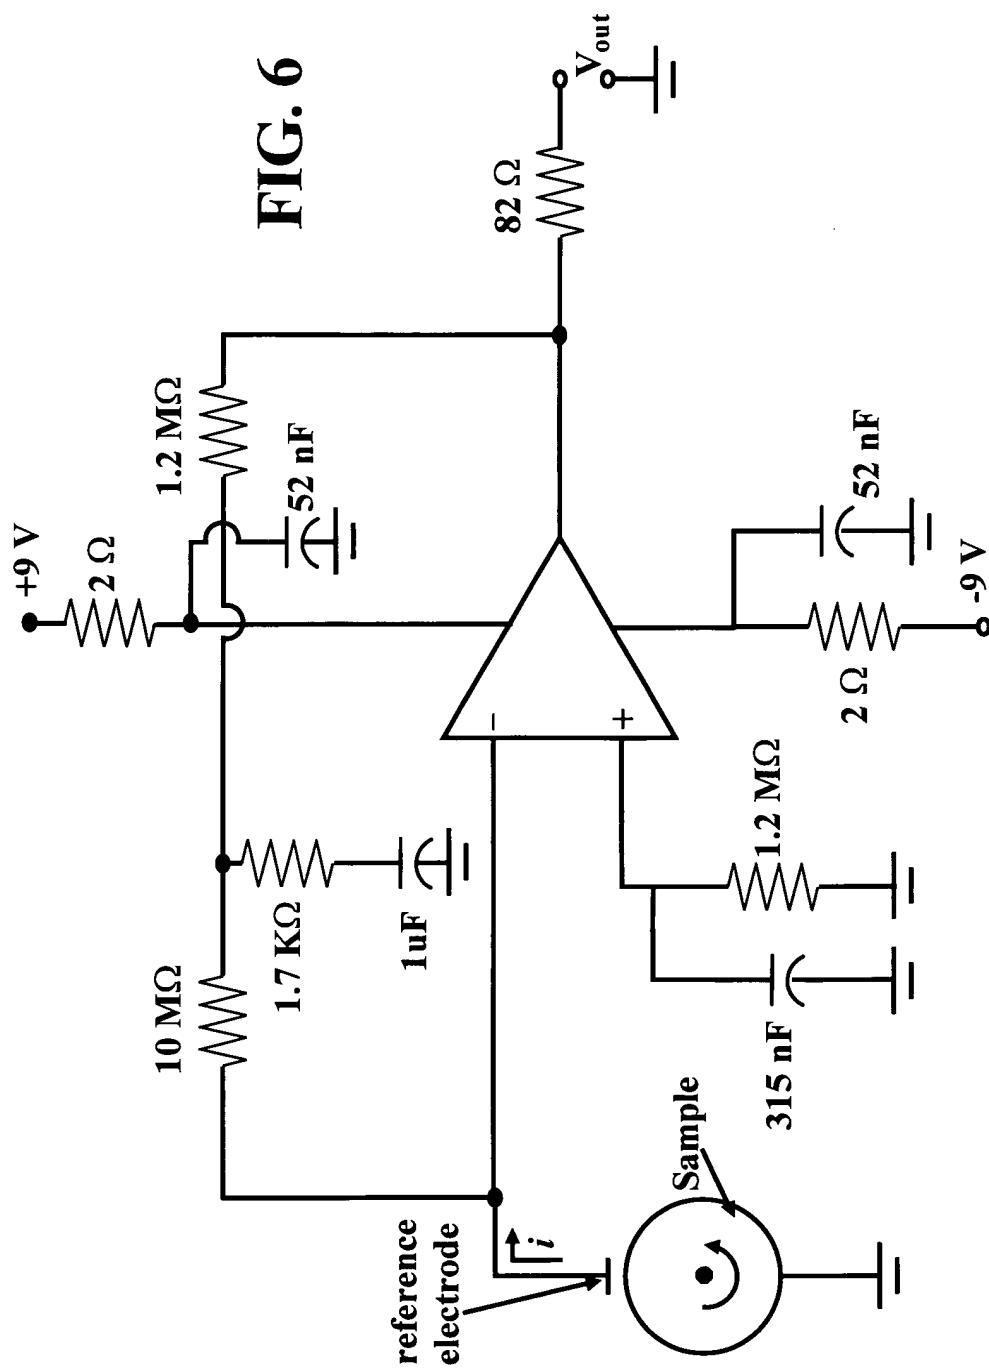 FIG. 6
+9 V
2 Ω
1.2 MΩ
52 nF
10 MΩ
1.7 KΩ
1uF
82 Ω
Vout
-
+
reference
electrode
i
Sample
315 nF
1.2 MΩ
2 Ω
-9 V
52 nF